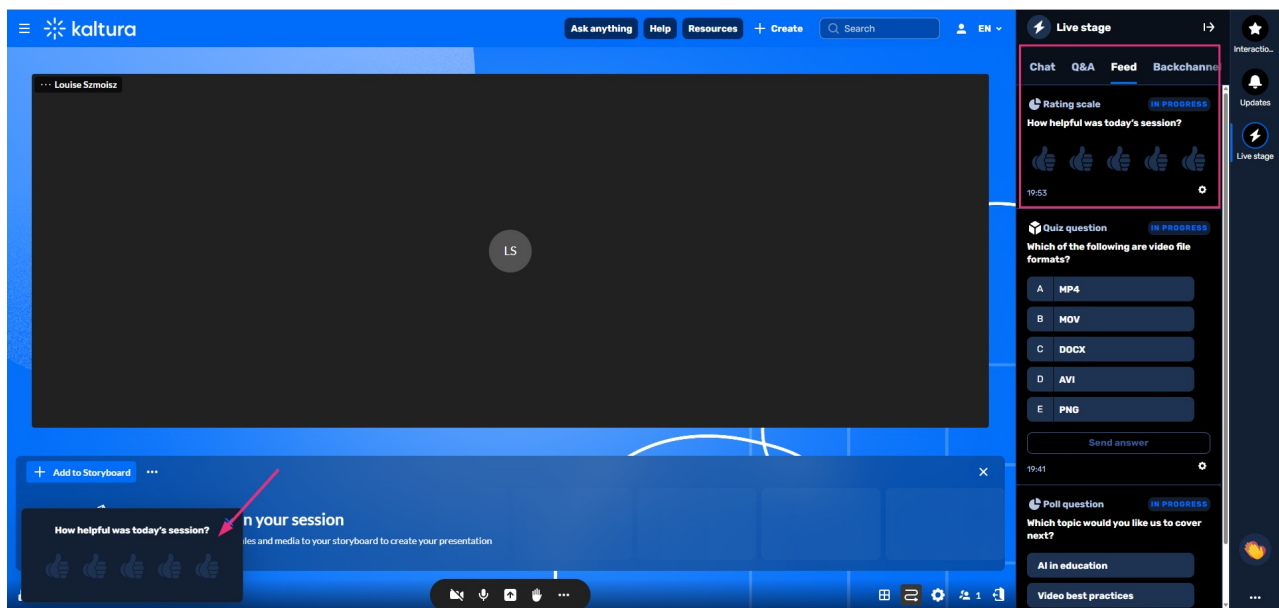 kaltura
Ask anything
Help
Resources
+ Create
Search
EN
··· Louise Szmoisz
LS
+ Add to Storyboard ···
n your session
les and media to your storyboard to create your presentation
How helpful was today's session?
1
Live stage
Chat Q&A Feed Backchannel
Rating scale IN PROGRESS
How helpful was today's session?
19:53
Quiz question IN PROGRESS
Which of the following are video file
formats?
A MP4
B MOV
C DOCX
D AVI
E PNG
Send answer
19:41
Poll question IN PROGRESS
Which topic would you like us to cover
next?
AI in education
Video best practices
Interactio...
Updates
Live stage